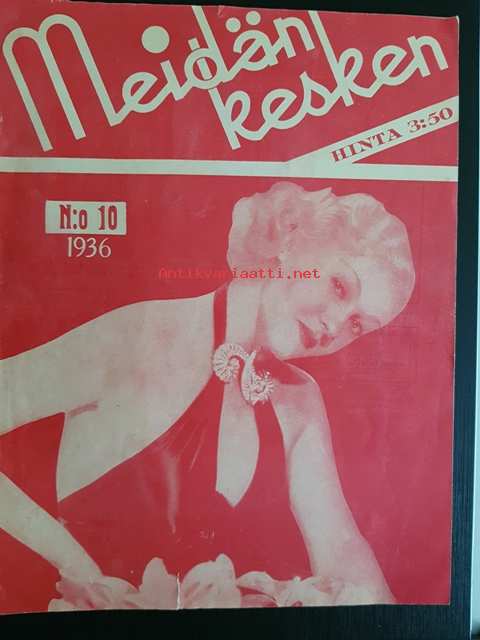 Meidän
kesken
HINTA 3:50
N:o 10
1936
Antikvariaatti.net